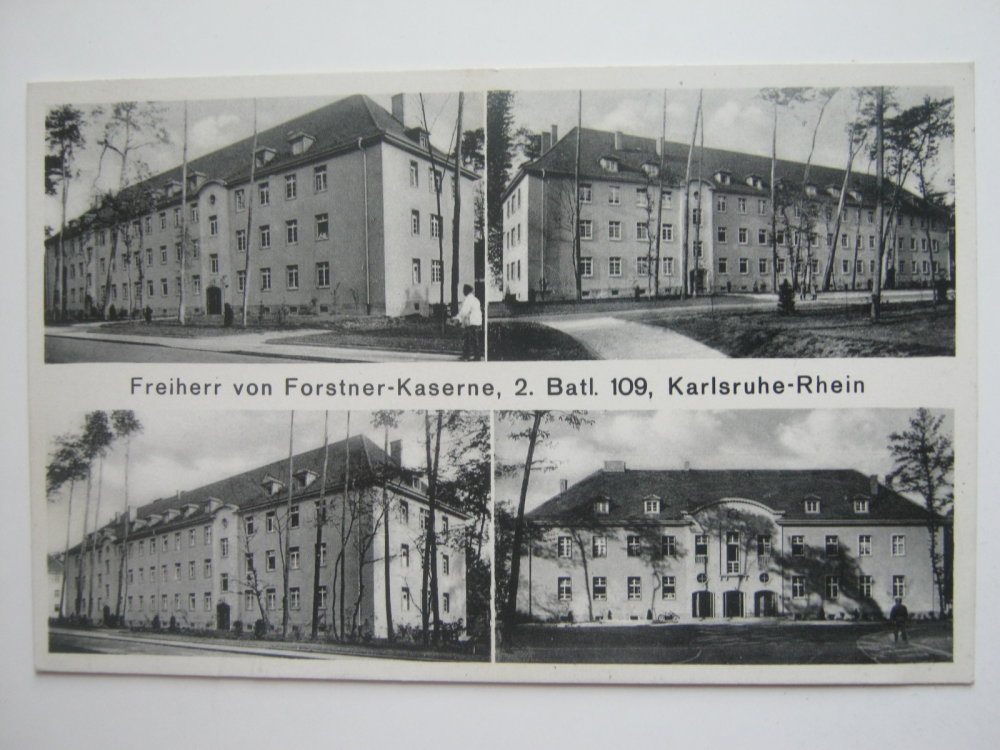 Freiherr von Forstner-Kaserne, 2. Batl. 109, Karlsruhe-Rhein